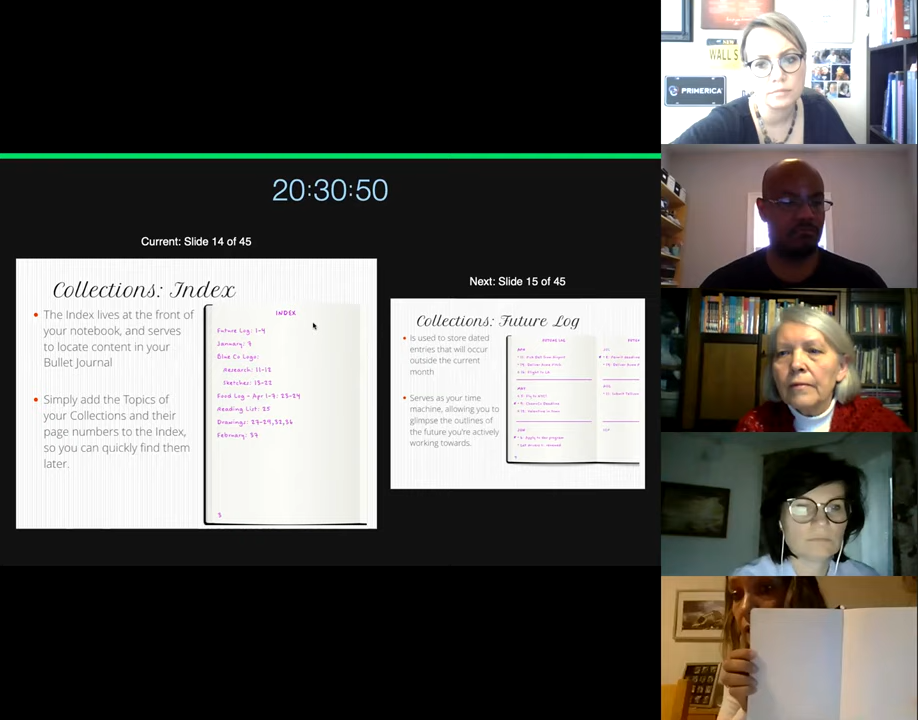 20:30:50
Current: Slide 14 of 45
Collections: Index
The Index lives at the front of
your notebook, and serves
to locate content in your
Bullet Journal
Simply add the Topics of
your Collections and their
page numbers to the Index,
so you can quickly find them
later.
INDEX
Future Log: 1-4
January: 7
Blue Co Logo:
Research: 11-12
Sketches: 13-22
Food Log - Apr 1-7: 23-24
Reading List: 25
Drawings: 27-29,32,36
February: 37
Next: Slide 15 of 45
Collections: Future Log
Is used to store dated
entries that will occur
outside the current
month
Serves as your time
machine, allowing you to
glimpse the outlines of
the future you're actively
working towards.
FUTURE LOG
WALL S
PRIMERICA